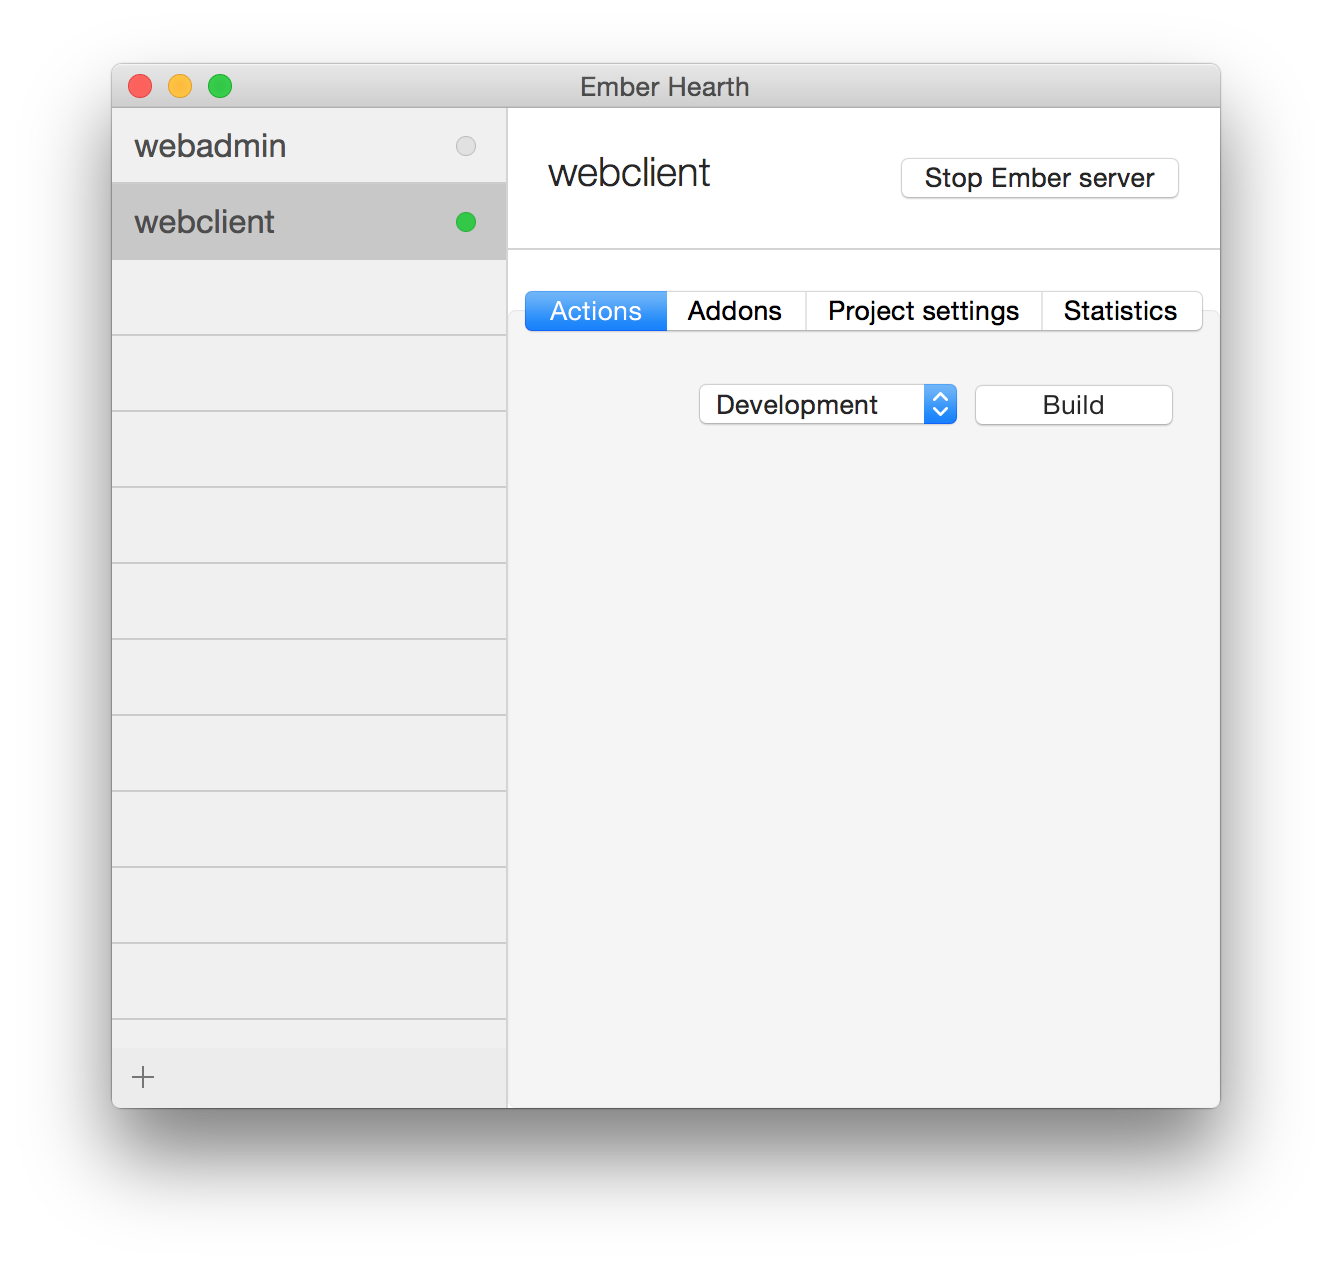 Ember Hearth
webadmin
webclient
webclient
Stop Ember server
Actions Addons Project settings Statistics
Development Build